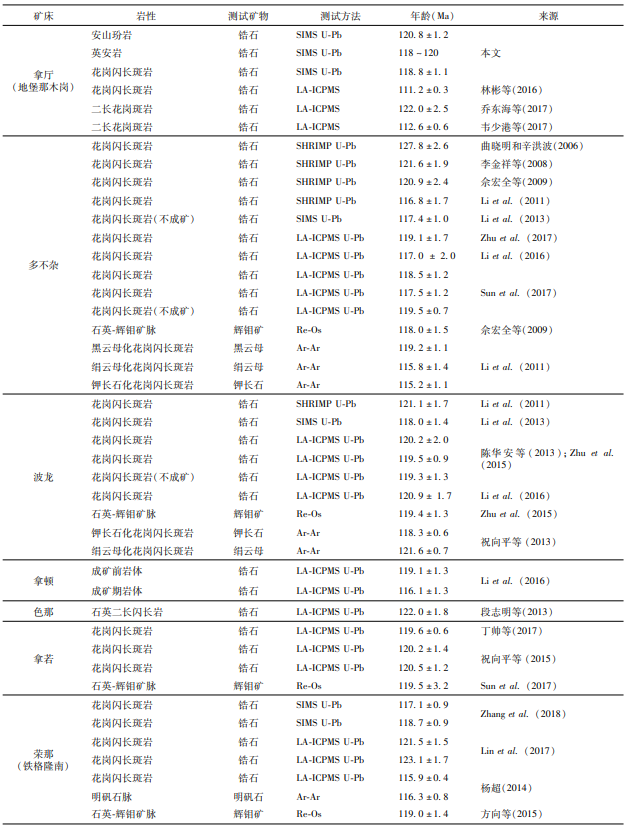 矿床 岩性 测试矿物 测试方法 年龄(Ma) 来源
安山玢岩 锆石 SIMS U-Pb 120.8 ±1.2
英安岩 锆石 SIMS U-Pb 118 –120 本文
拿厅
(地堡那木岗)
花岗闪长斑岩 锆石 SIMS U-Pb 118.8 ±1.1
花岗闪长斑岩 锆石 LA-ICPMS 111.2 ±0.3 林彬等(2016)
二长花岗斑岩 锆石 LA-ICPMS 122.0 ±2.5 乔东海等(2017)
二长花岗斑岩 锆石 LA-ICPMS 112.6 ±0.6 韦少港等(2017)
多不杂
花岗闪长斑岩 锆石 SHRIMP U-Pb 127.8 ±2.6 曲晓明和辛洪波(2006)
花岗闪长斑岩 锆石 SHRIMP U-Pb 121.6 ±1.9 李金祥等(2008)
花岗闪长斑岩 锆石 SHRIMP U-Pb 120.9 ±2.4 佘宏全等(2009)
花岗闪长斑岩 锆石 SHRIMP U-Pb 116.8 ±1.7 Li et al. (2011)
花岗闪长斑岩(不成矿) 锆石 SIMS U-Pb 117.4 ±1.0 Li et al. (2013)
花岗闪长斑岩 锆石 LA-ICPMS U-Pb 119.1 ±1.7 Zhu et al. (2017)
花岗闪长斑岩 锆石 LA-ICPMS U-Pb 117.0 ± 2.0 Li et al. (2016)
花岗闪长斑岩 锆石 LA-ICPMS U-Pb 118.5 ±1.2
花岗闪长斑岩 锆石 LA-ICPMS U-Pb 117.5 ±1.2 Sun et al. (2017)
花岗闪长斑岩(不成矿) 锆石 LA-ICPMS U-Pb 119.5 ±0.7
石英-辉钼矿脉 辉钼矿 Re-Os 118.0 ±1.5 佘宏全等(2009)
黑云母化花岗闪长斑岩 黑云母 Ar-Ar 119.2 ±1.1
绢云母化花岗闪长斑岩 绢云母 Ar-Ar 115.8 ±1.4 Li et al. (2011)
钾长石化花岗闪长斑岩 钾长石 Ar-Ar 115.2 ±1.1
波龙
花岗闪长斑岩 锆石 SHRIMP U-Pb 121.1 ±1.7 Li et al. (2011)
花岗闪长斑岩 锆石 SIMS U-Pb 118.0 ±1.4 Li et al. (2013)
花岗闪长斑岩 锆石 LA-ICPMS U-Pb 120.2 ±2.0
花岗闪长斑岩 锆石 LA-ICPMS U-Pb 119.5 ±0.9 陈华安等(2013); Zhu et al.
(2015)
花岗闪长斑岩(不成矿) 锆石 LA-ICPMS U-Pb 119.3 ±1.3
花岗闪长斑岩 锆石 LA-ICPMS U-Pb 120.9 ± 1.7 Li et al. (2016)
石英-辉钼矿脉 辉钼矿 Re-Os 119.4 ±1.3 Zhu et al. (2015)
钾长石化花岗闪长斑岩 钾长石 Ar-Ar 118.3 ±0.6
绢云母化花岗闪长斑岩 绢云母 Ar-Ar 121.6 ±0.7 祝向平等(2013)
拿顿
成矿前岩体 锆石 LA-ICPMS U-Pb 119.1 ±1.3
成矿期岩体 锆石 LA-ICPMS U-Pb 116.1 ±1.3 Li et al. (2016)
色那 石英二长闪长岩 锆石 LA-ICPMS U-Pb 122.0 ±1.8 段志明等(2013)
拿若
花岗闪长斑岩 锆石 LA-ICPMS U-Pb 119.6 ±0.6 丁帅等(2017)
花岗闪长斑岩 锆石 LA-ICPMS U-Pb 120.2 ±1.4
花岗闪长斑岩 锆石 LA-ICPMS U-Pb 120.5 ±1.2 祝向平等(2015)
石英-辉钼矿脉 辉钼矿 Re-Os 119.5 ±3.2 Sun et al. (2017)
荣那
(铁格隆南)
花岗闪长斑岩 锆石 SIMS U-Pb 117.1 ±0.9
花岗闪长斑岩 锆石 SIMS U-Pb 118.7 ±0.9 Zhang et al. (2018)
花岗闪长斑岩 锆石 LA-ICPMS U-Pb 121.5 ±1.5
花岗闪长斑岩 锆石 LA-ICPMS U-Pb 123.1 ±1.7 Lin et al. (2017)
花岗闪长斑岩 锆石 LA-ICPMS U-Pb 115.9 ±0.4
明矾石脉 明矾石 Ar-Ar 116.3 ±0.8 杨超(2014)
石英-辉钼矿脉 辉钼矿 Re-Os 119.0 ±1.4 方向等(2015)